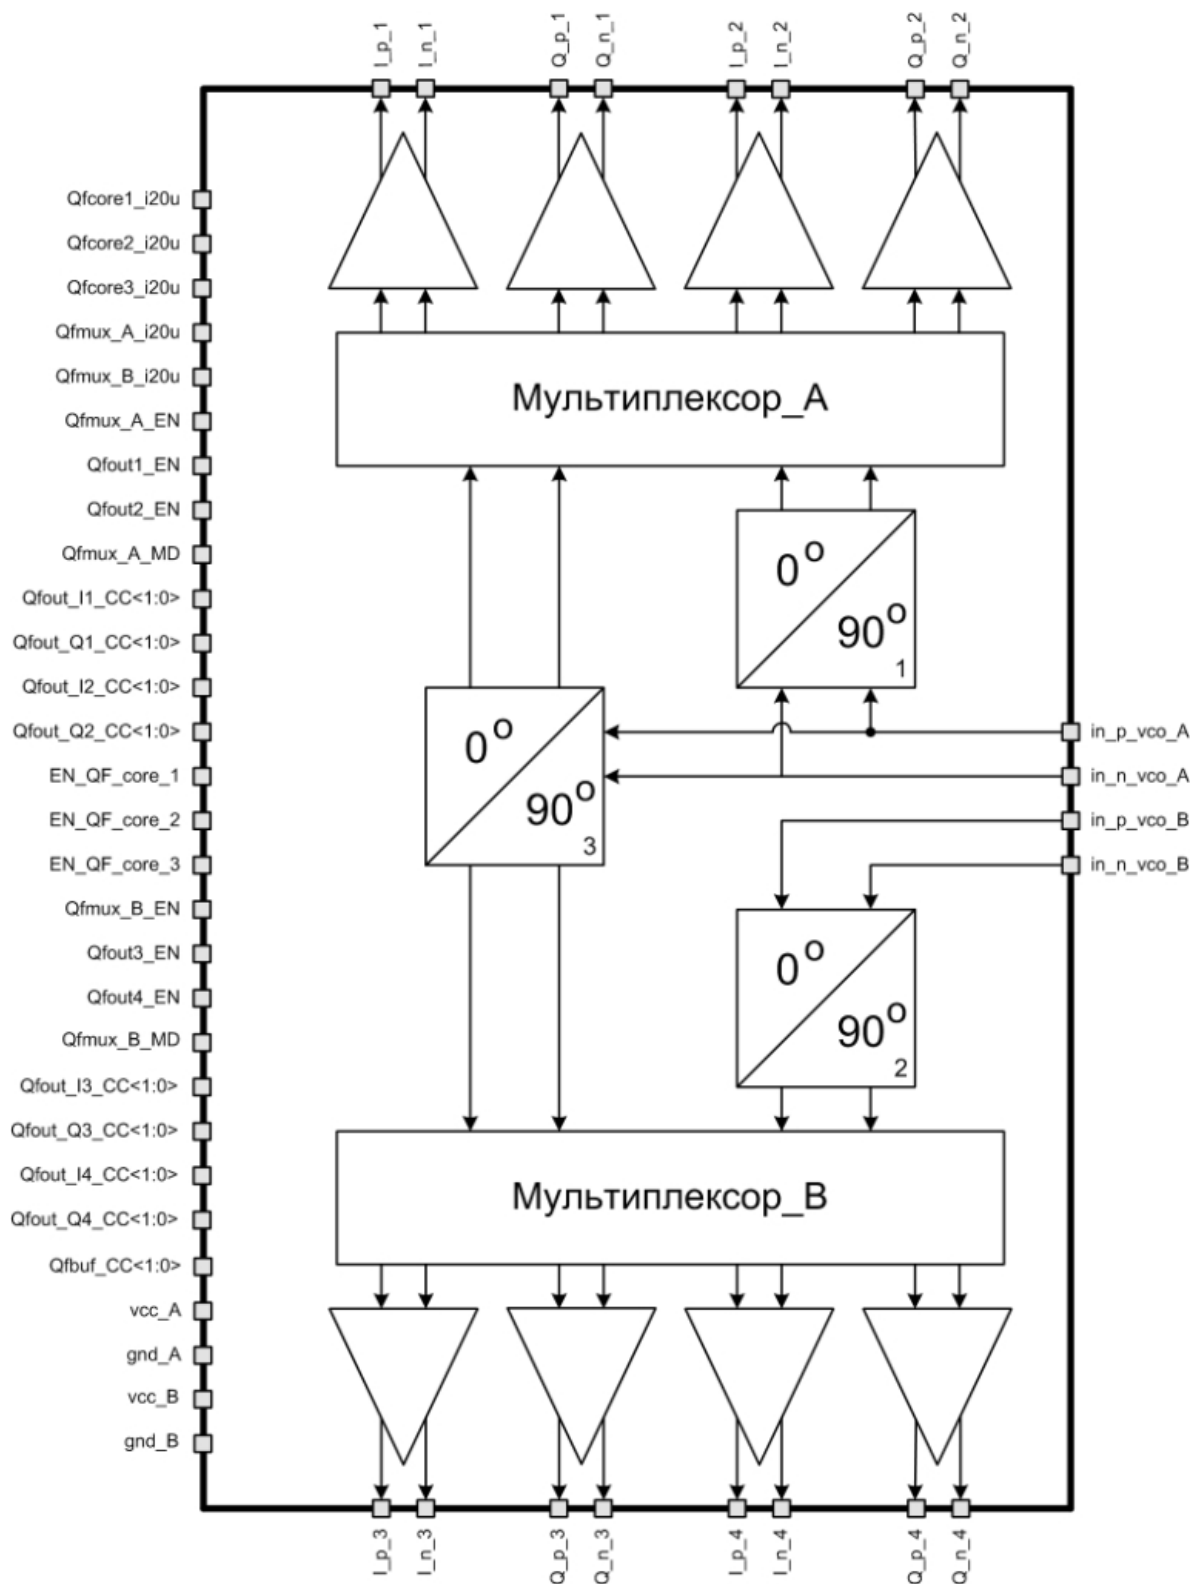 I_p_1
I_n_1
Q_p_1
Q_n_1
I_p_2
I_n_2
Q_p_2
Q_n_2
Qfcore1_i20u
Qfcore2_i20u
Qfcore3_i20u
Qfmux_A_i20u
Qfmux_B_i20u
Qfmux_A_EN
Qfout1_EN
Qfout2_EN
Qfmux_A_MD
Qfout_I1_CC<1:0>
Qfout_Q1_CC<1:0>
Qfout_I2_CC<1:0>
Qfout_Q2_CC<1:0>
EN_QF_core_1
EN_QF_core_2
EN_QF_core_3
Qfmux_B_EN
Qfout3_EN
Qfout4_EN
Qfmux_B_MD
Qfout_I3_CC<1:0>
Qfout_Q3_CC<1:0>
Qfout_I4_CC<1:0>
Qfout_Q4_CC<1:0>
Qfbuf_CC<1:0>
vcc_A
gnd_A
vcc_B
gnd_B
Мультиплексор_А
0°
90°
1
0°
90°
3
in_p_vco_A
in_n_vco_A
in_p_vco_B
in_n_vco_B
0°
90°
2
Мультиплексор_В
I_p_3
I_n_3
Q_p_3
Q_n_3
I_p_4
I_n_4
Q_p_4
Q_n_4